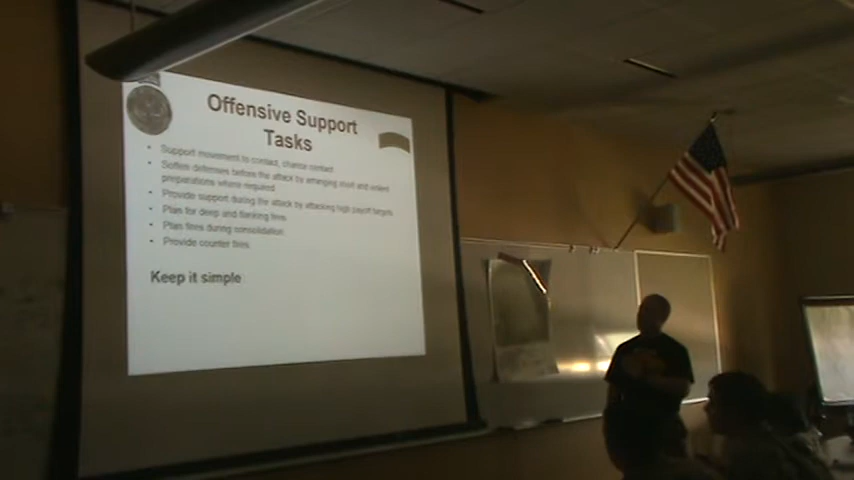 Offensive Support
Tasks
• Support movement to contact, chance contact
• Soften defenses before the attack by arranging short and violent
preparations where required
• Provide support during the attack by attacking high payoff targets
• Plan for deep and flanking fires
• Plan fires during consolidation
• Provide counter fires
Keep it simple